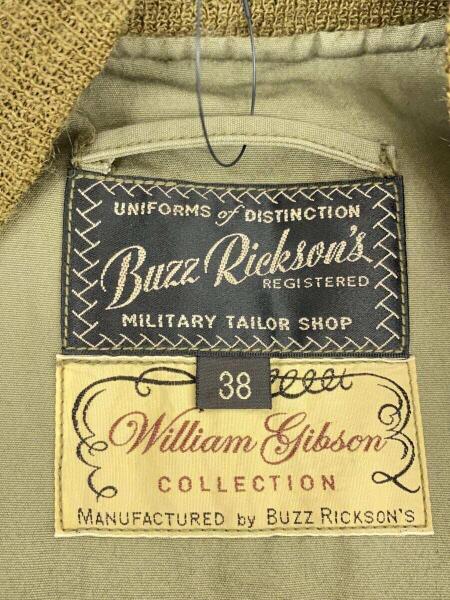 UNIFORMS of DISTINCTION
Buzz Rickson's
REGISTERED
MILITARY TAILOR SHOP
38
William Gibson
COLLECTION
MANUFACTURED by BUZZ RICKSON'S